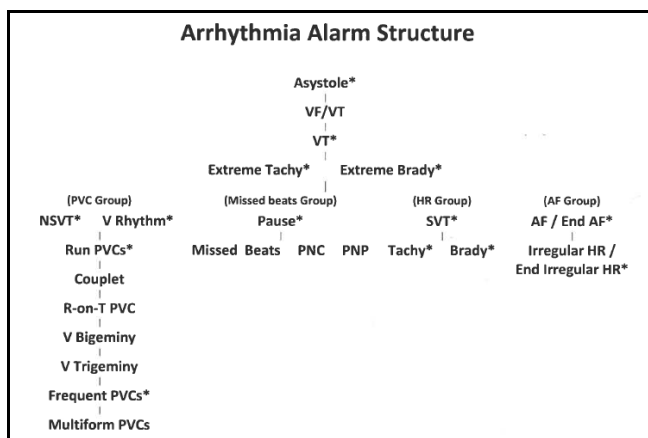 Arrhythmia Alarm Structure
Asystole*
VF/VT
VT*
Extreme Tachy* Extreme Brady*
(PVC Group) (Missed beats Group) (HR Group) (AF Group)
NSVT* V Rhythm* Pause* SVT* AF / End AF*
Run PVCs* Missed Beats PNC PNP Tachy* Brady* Irregular HR /
End Irregular HR*
Couplet
R-on-T PVC
V Bigeminy
V Trigeminy
Frequent PVCs*
Multiform PVCs